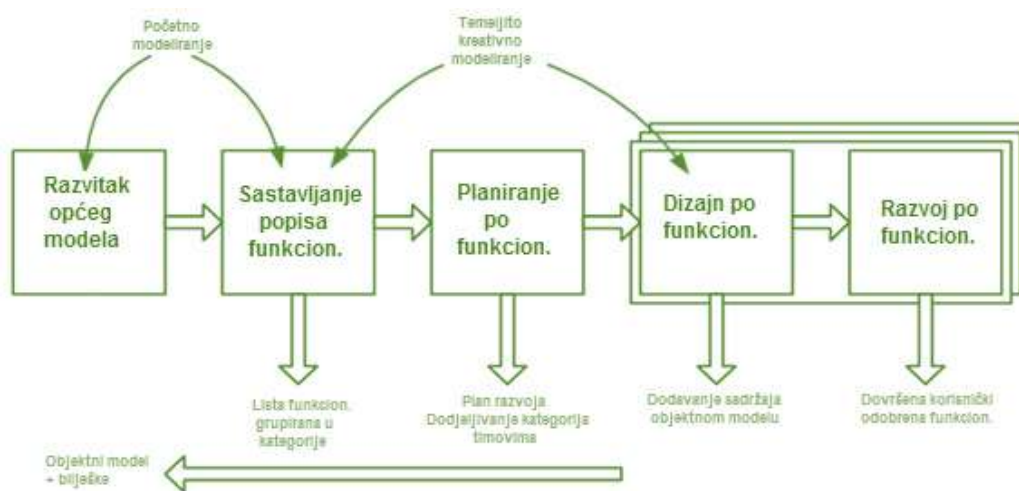 Početno
modeliranje
Temeljito
kreativno
modeliranje
Razvitak
općeg
modela
Sastavljanje
popisa
funkcion.
Planiranje
po
funkcion.
Dizajn po
funkcion.
Razvoj po
funkcion.
Lista funkcion.
grupirana u
kategorije
Plan razvoja
Dodjeljivanje kategorija
timovima
Dodavanje sadržaja
objektnom modelu
Dovršena korisnički
odobrena funkcion.
Objektni model
+ bilješke